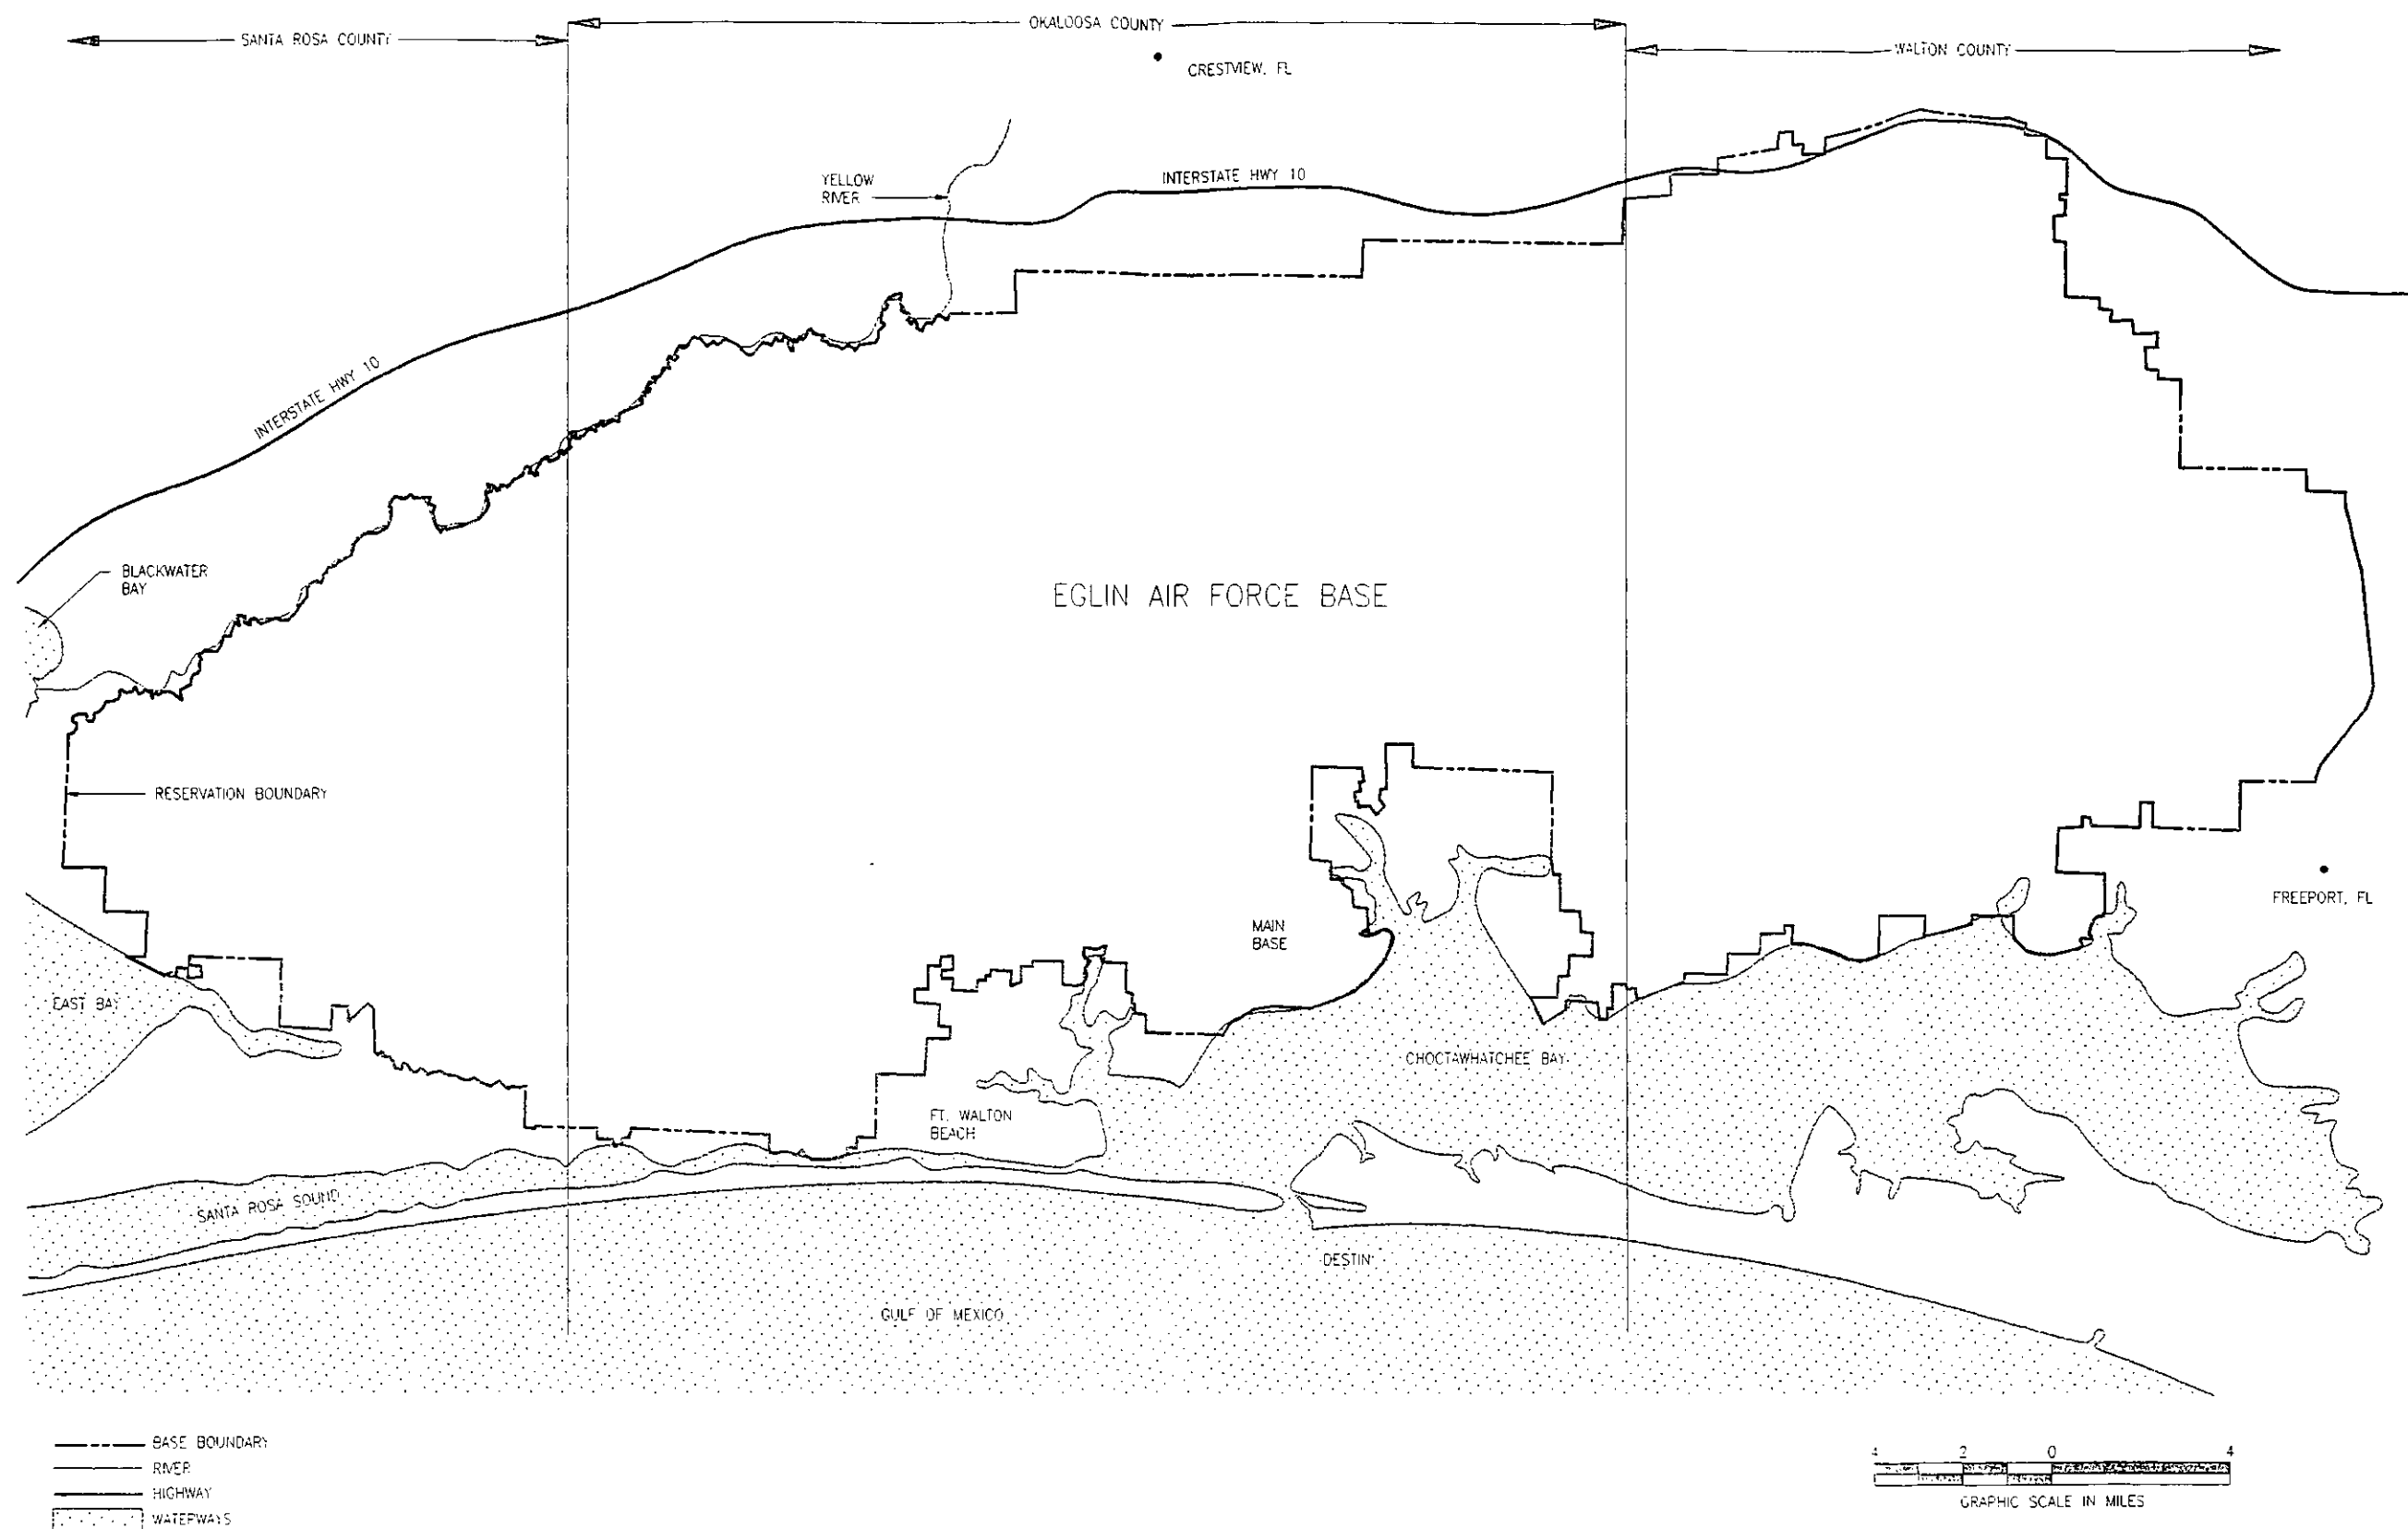 OKALOOSA COUNTY
SANTA ROSA COUNTY
WALTON COUNTY
CRESTVIEW, FL
YELLOW
RIVER
INTERSTATE HWY 10
INTERSTATE HWY 10
BLACKWATER
BAY
EGLIN AIR FORCE BASE
RESERVATION BOUNDARY
FREEPORT, FL
MAIN
BASE
EAST BAY
CHOCTAWHATCHEE BAY
FT. WALTON
BEACH
SANTA ROSA SOUND
DESTIN
GULF OF MEXICO
BASE BOUNDARY
RIVER
HIGHWAY
WATERWAYS
4 2 0 4
GRAPHIC SCALE IN MILES